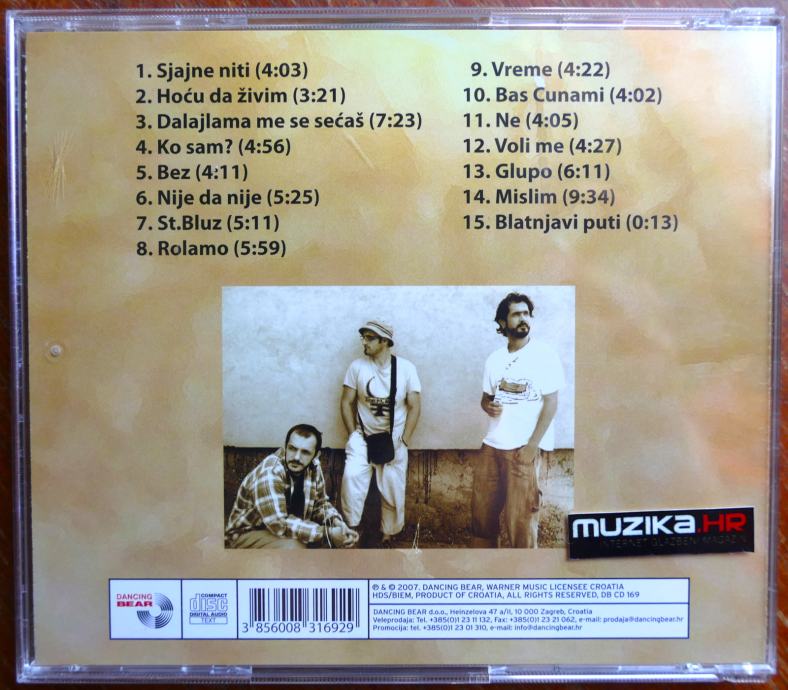 1. Sjajne niti (4:03)
2. Hoću da živim (3:21)
3. Dalajlama me se sećaš (7:23)
4. Ko sam? (4:56)
5. Bez (4:11)
6. Nije da nije (5:25)
7. St.Bluz (5:11)
8. Rolamo (5:59)
9. Vreme (4:22)
10. Bas Cunami (4:02)
11. Ne (4:05)
12. Voli me (4:27)
13. Glupo (6:11)
14. Mislim (9:34)
15. Blatnjavi puti (0:13)
muzika.HR
INTERNET GLAZBENI MAGAZIN
DANCING
BEAR
COMPACT
disc
DIGITAL AUDIO
TEXT
3 856008 316929
℗ & © 2007. DANCING BEAR, WARNER MUSIC LICENSEE CROATIA
HDS/BIEM, PRODUCT OF CROATIA, ALL RIGHTS RESERVED, DB CD 169
DANCING BEAR d.o.o., Heinzelova 47 a/II, 10 000 Zagreb, Croatia
Veleprodaja: Tel. +385(0)1 23 11 132, Fax: +385(0)1 23 21 062, e-mail: prodaja@dancingbear.hr
Promocija: tel. +385(0)1 23 01 310, e-mail: info@dancingbear.hr